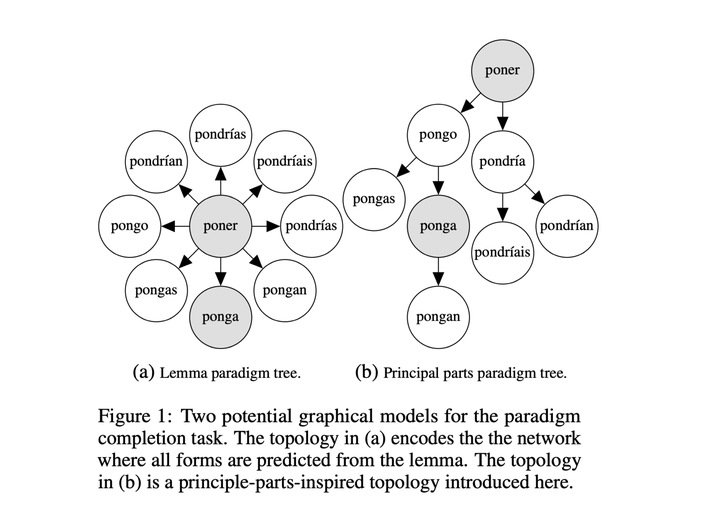 poner
pondrías
pongo
pondrían
pondríais
pondría
pongas
pongo
poner
pondrías
ponga
pondrían
pondríais
pongas
pongan
ponga
pongan
(a) Lemma paradigm tree.
(b) Principal parts paradigm tree.
Figure 1: Two potential graphical models for the paradigm
completion task. The topology in (a) encodes the the network
where all forms are predicted from the lemma. The topology
in (b) is a principle-parts-inspired topology introduced here.